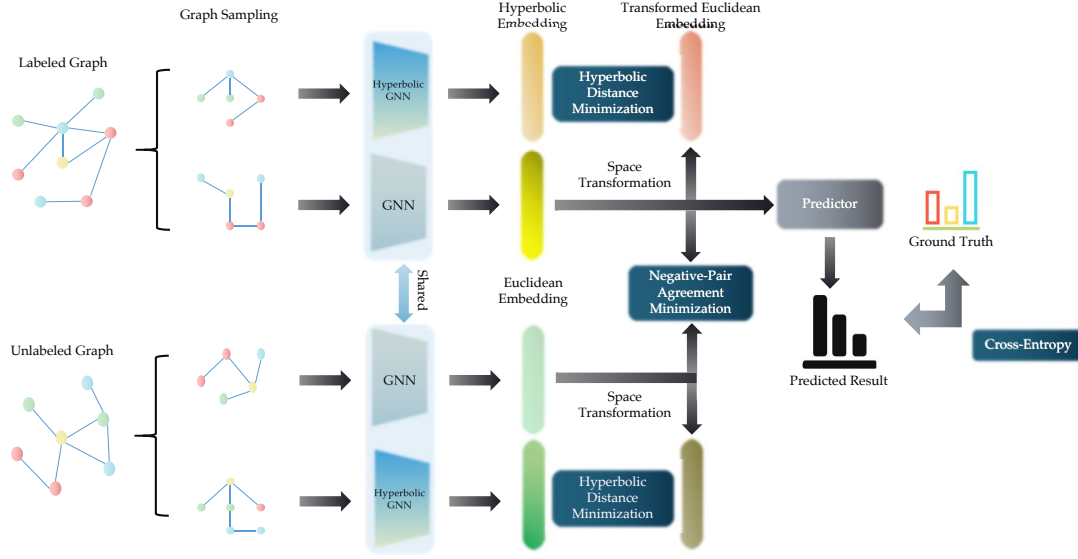 Hyperbolic
Embedding
Transformed Euclidean
Embedding
Graph Sampling
Labeled Graph
Hyperbolic
GNN
Hyperbolic
Distance
Minimization
GNN
Space
Transformation
Predictor
Ground Truth
Shared
Euclidean
Embedding
Negative-Pair
Agreement
Minimization
Cross-Entropy
Unlabeled Graph
GNN
Predicted Result
Space
Transformation
Hyperbolic
GNN
Hyperbolic
Distance
Minimization